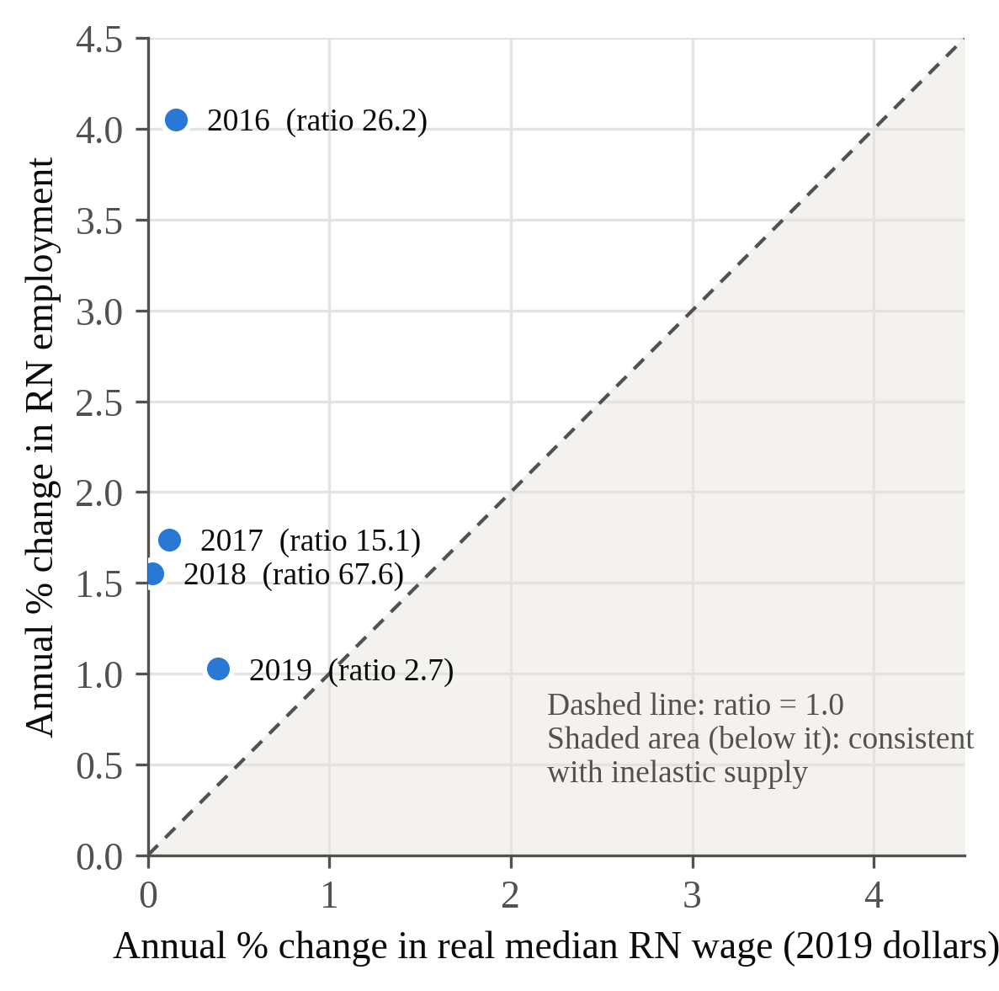 4.5
4.0
3.5
3.0
2.5
2.0
1.5
1.0
0.5
0.0
Annual % change in RN employment
2016 (ratio 26.2)
2017 (ratio 15.1)
2018 (ratio 67.6)
2019 (ratio 2.7)
Dashed line: ratio = 1.0
Shaded area (below it): consistent
with inelastic supply
0 1 2 3 4
Annual % change in real median RN wage (2019 dollars)